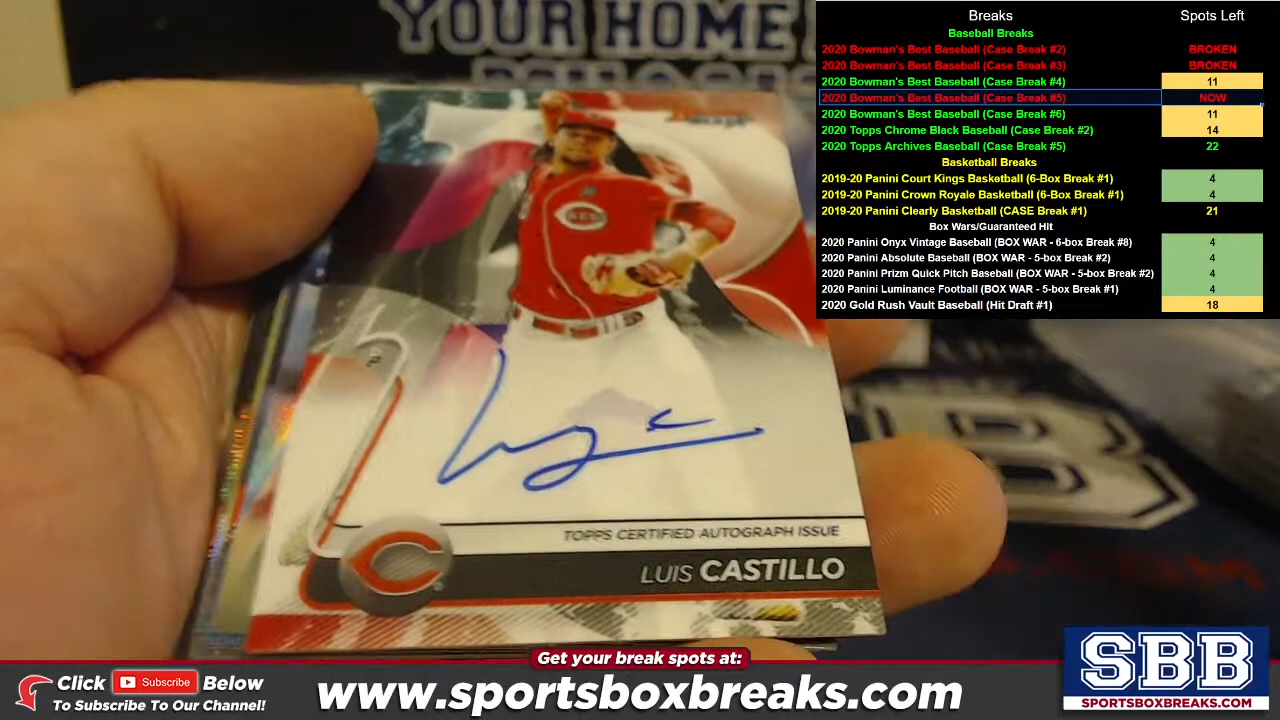 YOUR HOME
Breaks Spots Left
Baseball Breaks
2020 Bowman's Best Baseball (Case Break #2) BROKEN
2020 Bowman's Best Baseball (Case Break #3) BROKEN
2020 Bowman's Best Baseball (Case Break #4) 11
2020 Bowman's Best Baseball (Case Break #5) NOW
2020 Bowman's Best Baseball (Case Break #6) 11
2020 Topps Chrome Black Baseball (Case Break #2) 14
2020 Topps Archives Baseball (Case Break #5) 22
Basketball Breaks
2019-20 Panini Court Kings Basketball (6-Box Break #1) 4
2019-20 Panini Crown Royale Basketball (6-Box Break #1) 4
2019-20 Panini Clearly Basketball (CASE Break #1) 21
Box Wars/Guaranteed Hit
2020 Panini Onyx Vintage Baseball (BOX WAR - 6-box Break #8) 4
2020 Panini Absolute Baseball (BOX WAR - 5-box Break #2) 4
2020 Panini Prizm Quick Pitch Baseball (BOX WAR - 5-box Break #2) 4
2020 Panini Luminance Football (BOX WAR - 5-box Break #1) 4
2020 Gold Rush Vault Baseball (Hit Draft #1) 18
REDS
TOPPS CERTIFIED AUTOGRAPH ISSUE
LUIS CASTILLO
B
Get your break spots at:
Click Subscribe Below
To Subscribe To Our Channel!
www.sportsboxbreaks.com
SBB
SPORTSBOXBREAKS.COM